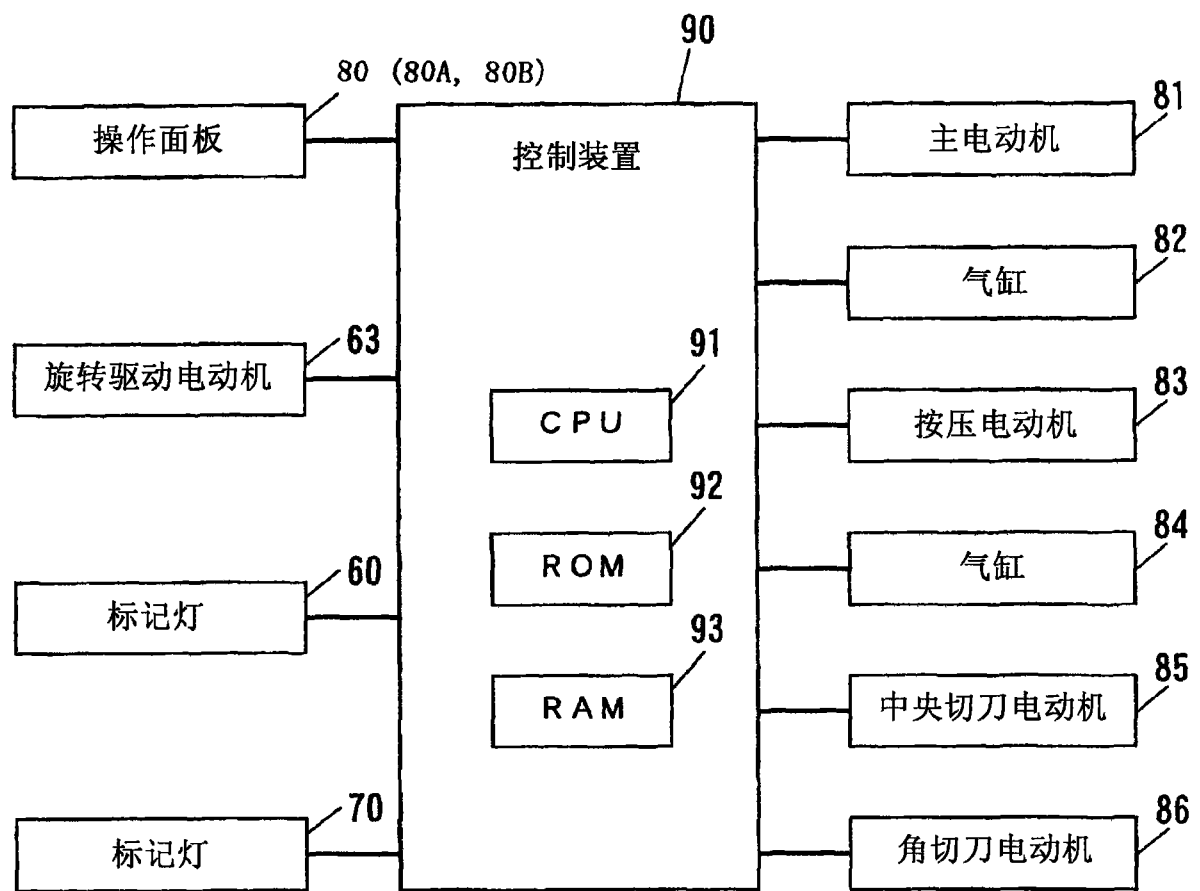 90
80 (80A, 80B)
操作面板
控制装置
81
主电动机
82
气缸
63
旋转驱动电动机
91
CPU
83
按压电动机
92
ROM
84
气缸
60
标记灯
93
RAM
85
中央切刀电动机
70
标记灯
86
角切刀电动机